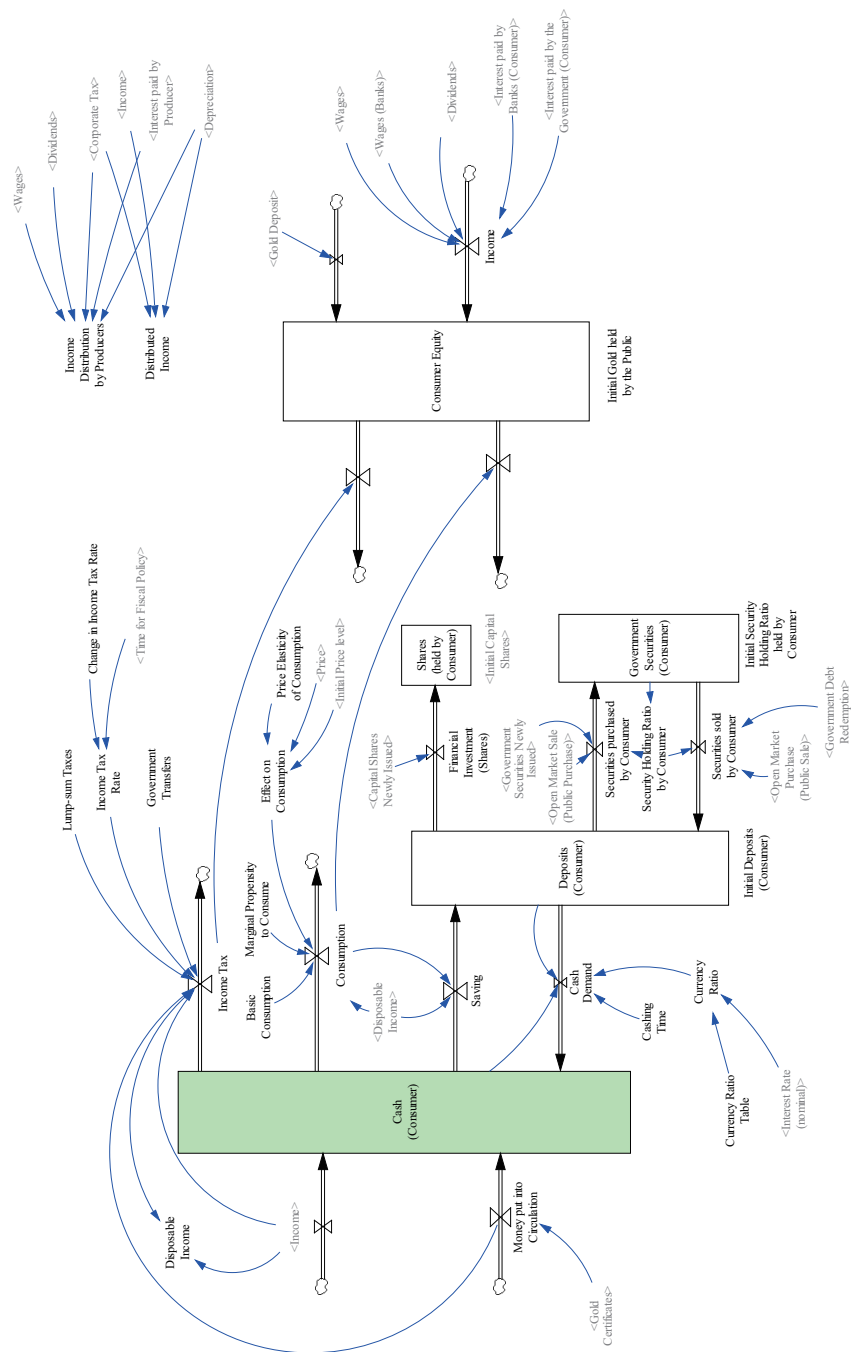 <Wages>
<Dividends>
<Corporate Tax>
<Income>
<Interest paid by
Producer>
<Depreciation>
Income
Distribution
by Producers
Distributed
Income
Lump-sum Taxes
Change in Income Tax Rate
Income Tax
Rate
<Time for Fiscal Policy>
Government
Transfers
Disposable
Income
Income Tax
<Income>
Basic
Consumption
Marginal Propensity
to Consume
Effect on
Consumption
Price Elasticity
of Consumption
<Price>
<Initial Price level>
Consumption
<Gold Deposit>
<Wages>
<Wages (Banks)>
<Dividends>
<Interest paid by
Banks (Consumer)>
<Interest paid by the
Government (Consumer)>
Income
Cash
(Consumer)
<Disposable
Income>
Saving
<Capital Shares
Newly Issued>
Financial
Investment
(Shares)
Shares
(held by
Consumer)
<Initial Capital
Shares>
Consumer Equity
Initial Gold held
by the Public
Money put into
Circulation
<Gold
Certificates>
Cash
Demand
Cashing
Time
Currency
Ratio
Currency Ratio
Table
<Interest Rate
(nominal)>
Deposits
(Consumer)
Initial Deposits
(Consumer)
<Government
Securities Newly
Issued>
<Open Market Sale
(Public Purchase)>
Securities purchased
by Consumer
Security Holding Ratio
by Consumer
Government
Securities
(Consumer)
Initial Security
Holding Ratio
held by
Consumer
Securities sold
by Consumer
<Open Market
Purchase
(Public Sale)>
<Government Debt
Redemption>